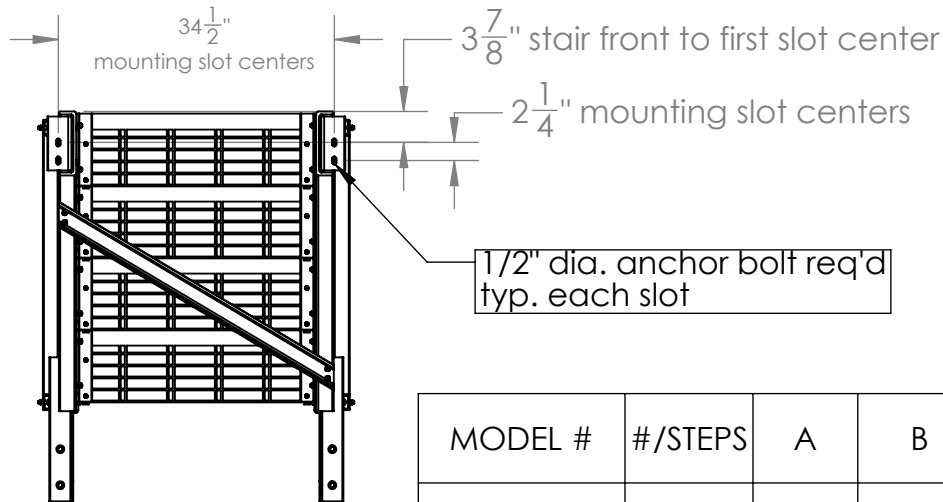 34 1/2"
mounting slot centers
3 7/8" stair front to first slot center
2 1/4" mounting slot centers
1/2" dia. anchor bolt req'd
typ. each slot
MODEL # #/STEPS A B